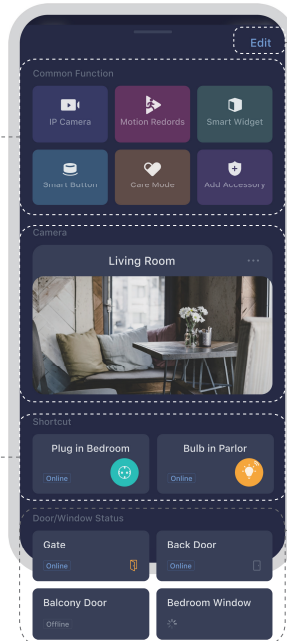 Edit
Common Function
IP Camera
Motion Redords
Smart Widget
Smart Button
Care Mode
Add Accessory
Camera
Living Room
Shortcut
Plug in Bedroom
Bulb in Parlor
Online
Online
Door/Window Status
Gate
Back Door
Online
Online
Balcony Door
Bedroom Window
Offline